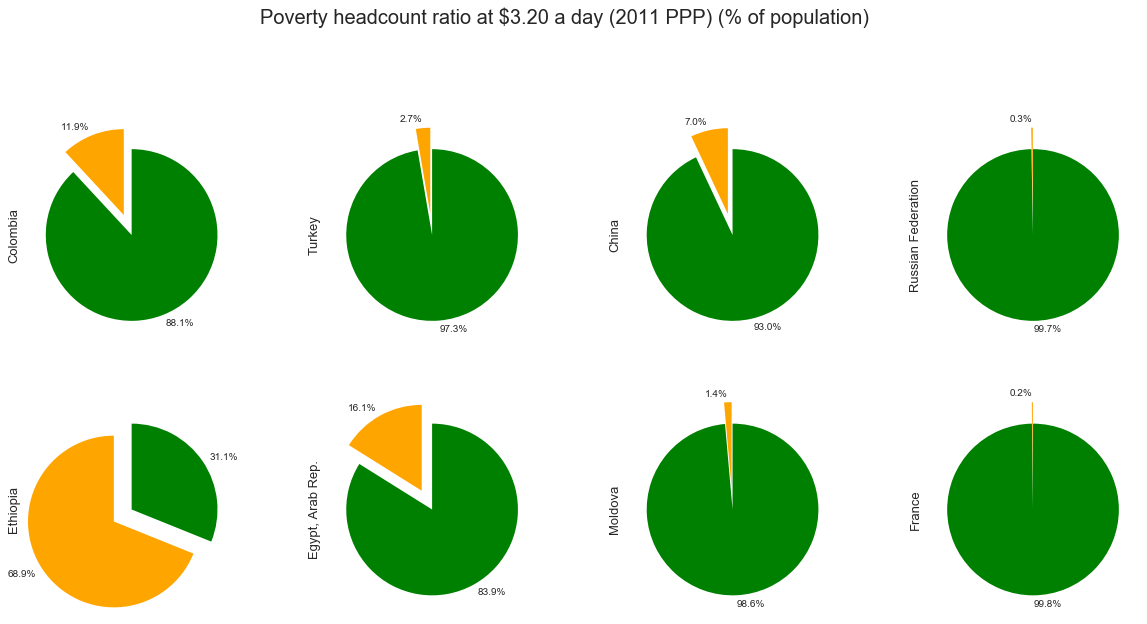 Poverty headcount ratio at $3.20 a day (2011 PPP) (% of population)
Colombia
11.9%
88.1%
Turkey
2.7%
97.3%
China
7.0%
93.0%
Russian Federation
0.3%
99.7%
Ethiopia
31.1%
68.9%
Egypt, Arab Rep.
16.1%
83.9%
Moldova
1.4%
98.6%
France
0.2%
99.8%